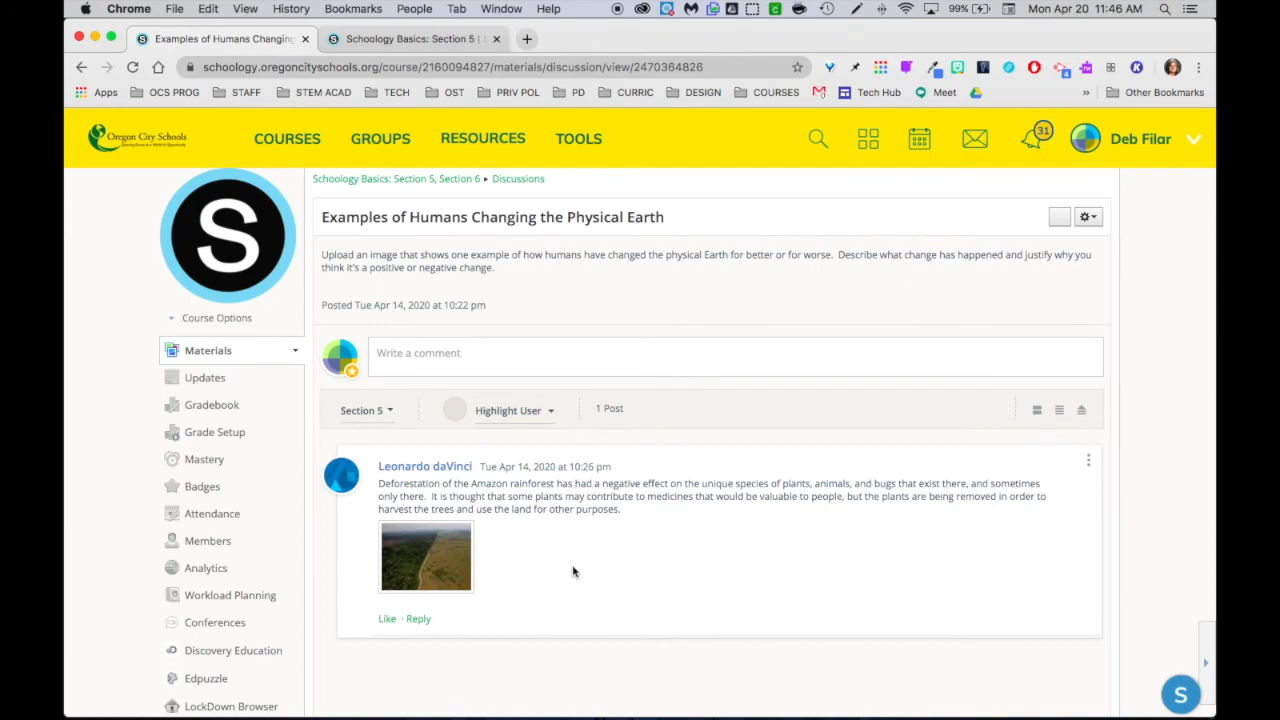 Chrome File Edit View History Bookmarks People Tab Window Help 99% Mon Apr 20 11:46 AM
Examples of Humans Changing Schoology Basics: Section 5 |
schoology.oregoncityschools.org/course/2160094827/materials/discussion/view/2470364826
Apps OCS PROG STAFF STEM ACAD TECH OST PRIV POL PD CURRIC DESIGN COURSES Tech Hub Meet » Other Bookmarks
Oregon City Schools COURSES GROUPS RESOURCES TOOLS 31 Deb Filar
Schoology Basics: Section 5, Section 6 ▸ Discussions
S
Examples of Humans Changing the Physical Earth
Upload an image that shows one example of how humans have changed the physical Earth for better or for worse. Describe what change has happened and justify why you
think it's a positive or negative change.
Posted Tue Apr 14, 2020 at 10:22 pm
Course Options
Materials
Updates
Gradebook
Grade Setup
Mastery
Badges
Attendance
Members
Analytics
Workload Planning
Conferences
Discovery Education
Edpuzzle
LockDown Browser
Write a comment
Section 5 Highlight User 1 Post
Leonardo daVinci Tue Apr 14, 2020 at 10:26 pm
Deforestation of the Amazon rainforest has had a negative effect on the unique species of plants, animals, and bugs that exist there, and sometimes
only there. It is thought that some plants may contribute to medicines that would be valuable to people, but the plants are being removed in order to
harvest the trees and use the land for other purposes.
Like · Reply
S